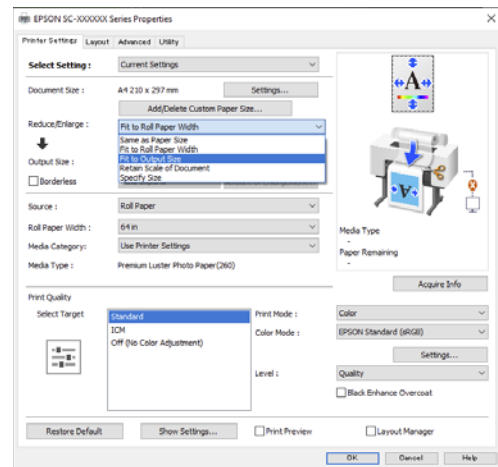 EPSON SC-XXXXXX Series Properties
Printer Settings Layout Advanced Utility
Select Setting : Current Settings
Document Size : A4 210 x 297 mm Settings...
Add/Delete Custom Paper Size...
Reduce/Enlarge : Fit to Roll Paper Width
Same as Paper Size
Fit to Roll Paper Width
Fit to Output Size
Retain Scale of Document
Specify Size
Output Size :
Borderless
Source : Roll Paper
Roll Paper Width : 64 in
Media Category: Use Printer Settings
Media Type : Premium Luster Photo Paper(260)
A
A
Media Type
-
Paper Remaining
-
Acquire Info
Print Quality
Select Target
Standard
ICM
Off (No Color Adjustment)
Print Mode : Color
Color Mode : EPSON Standard (sRGB)
Settings...
Level : Quality
Black Enhance Overcoat
Restore Default Show Settings... Print Preview Layout Manager
OK Cancel Help